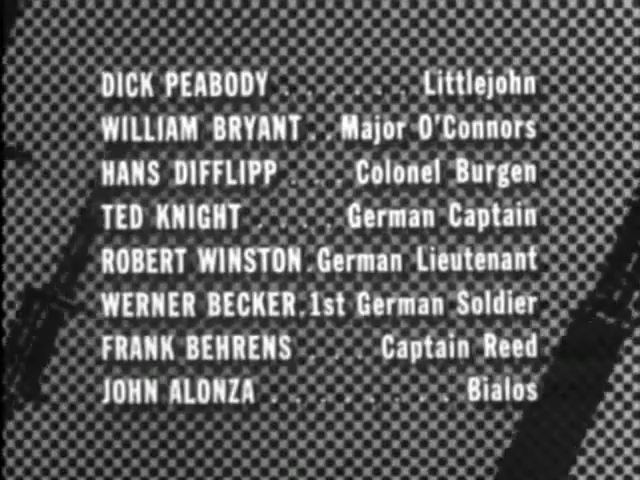 DICK PEABODY . . . . . . Littlejohn
WILLIAM BRYANT . . Major O'Connors
HANS DIFFLIPP . . . Colonel Burgen
TED KNIGHT . . . . German Captain
ROBERT WINSTON . German Lieutenant
WERNER BECKER . 1st German Soldier
FRANK BEHRENS . . . Captain Reed
JOHN ALONZA . . . . . . . . Bialos